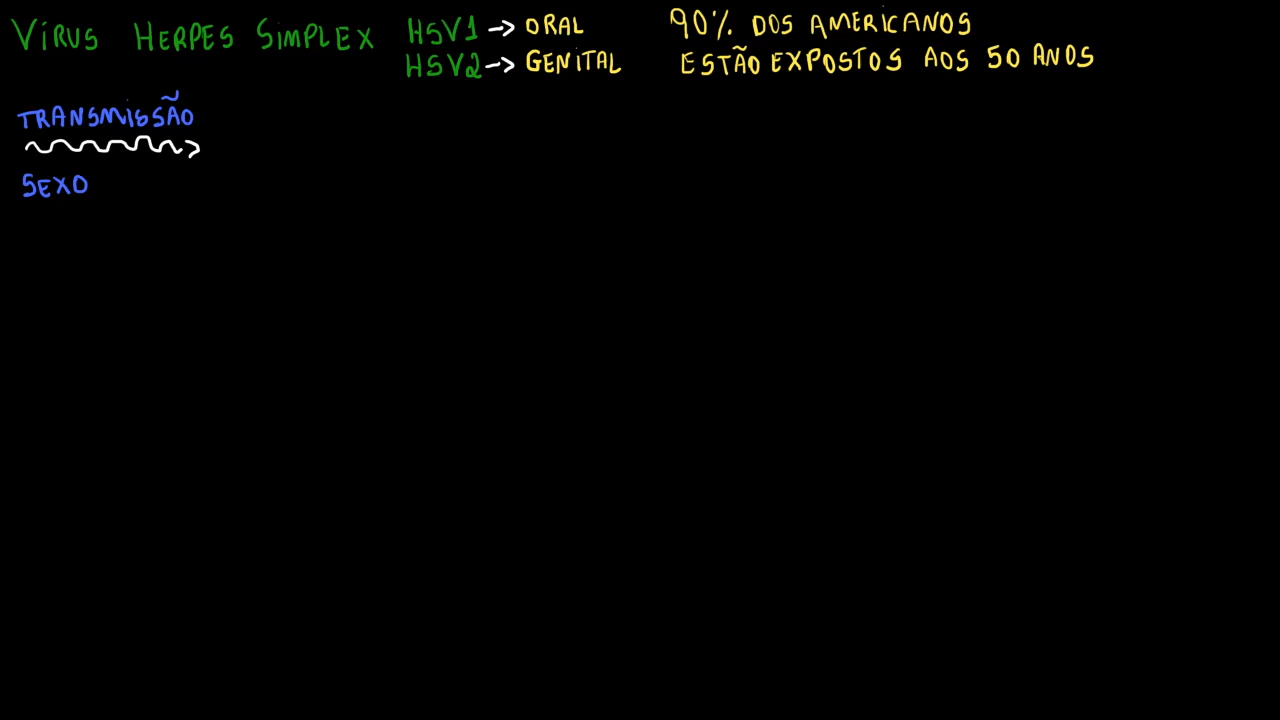 VÍRUS HERPES SIMPLEX HSV1 → ORAL 90% DOS AMERICANOS
HSV2 → GENITAL ESTÃO EXPOSTOS AOS 50 ANOS
TRANSMISSÃO
SEXO